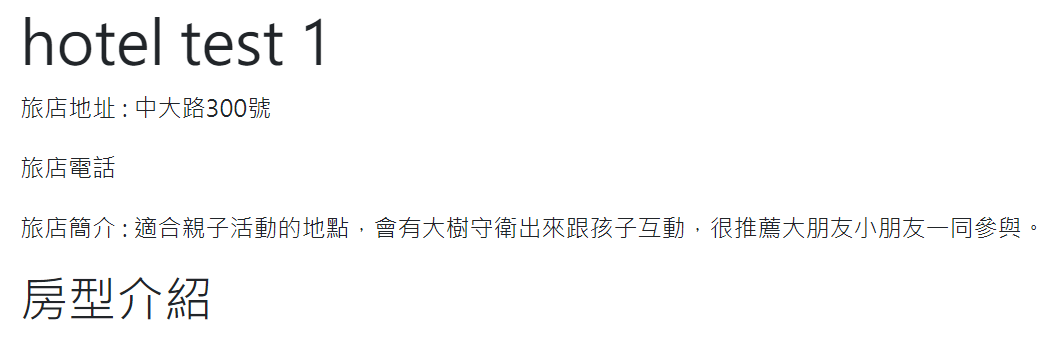 hotel test 1
旅店地址 : 中大路300號
旅店電話
旅店簡介 : 適合親子活動的地點，會有大樹守衛出來跟孩子互動，很推薦大朋友小朋友一同參與。
房型介紹